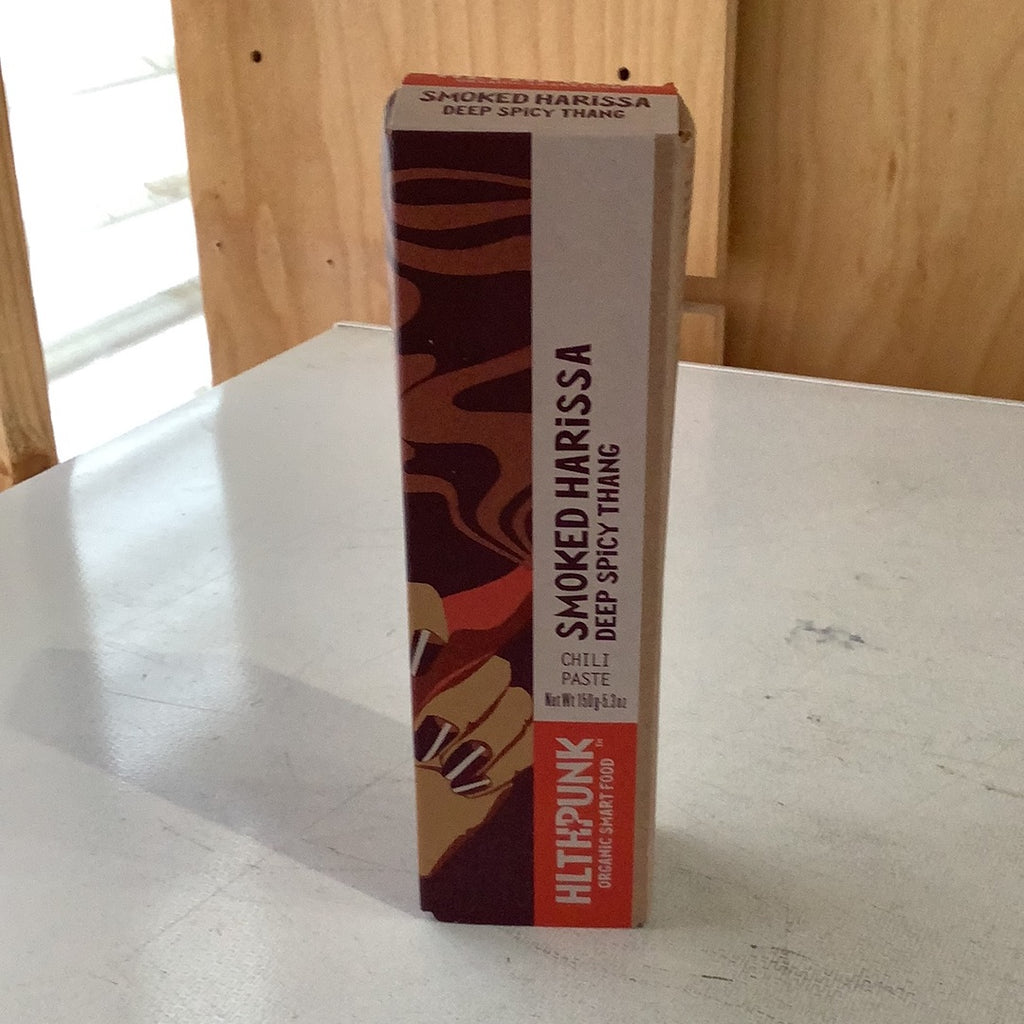 SMOKED HARISSA
DEEP SPICY THANG
SMOKED HARISSA
DEEP SPICY THANG
CHILI
PASTE
Net Wt 150g-5.3oz
HLTHPUNK™
ORGANIC SMART FOOD